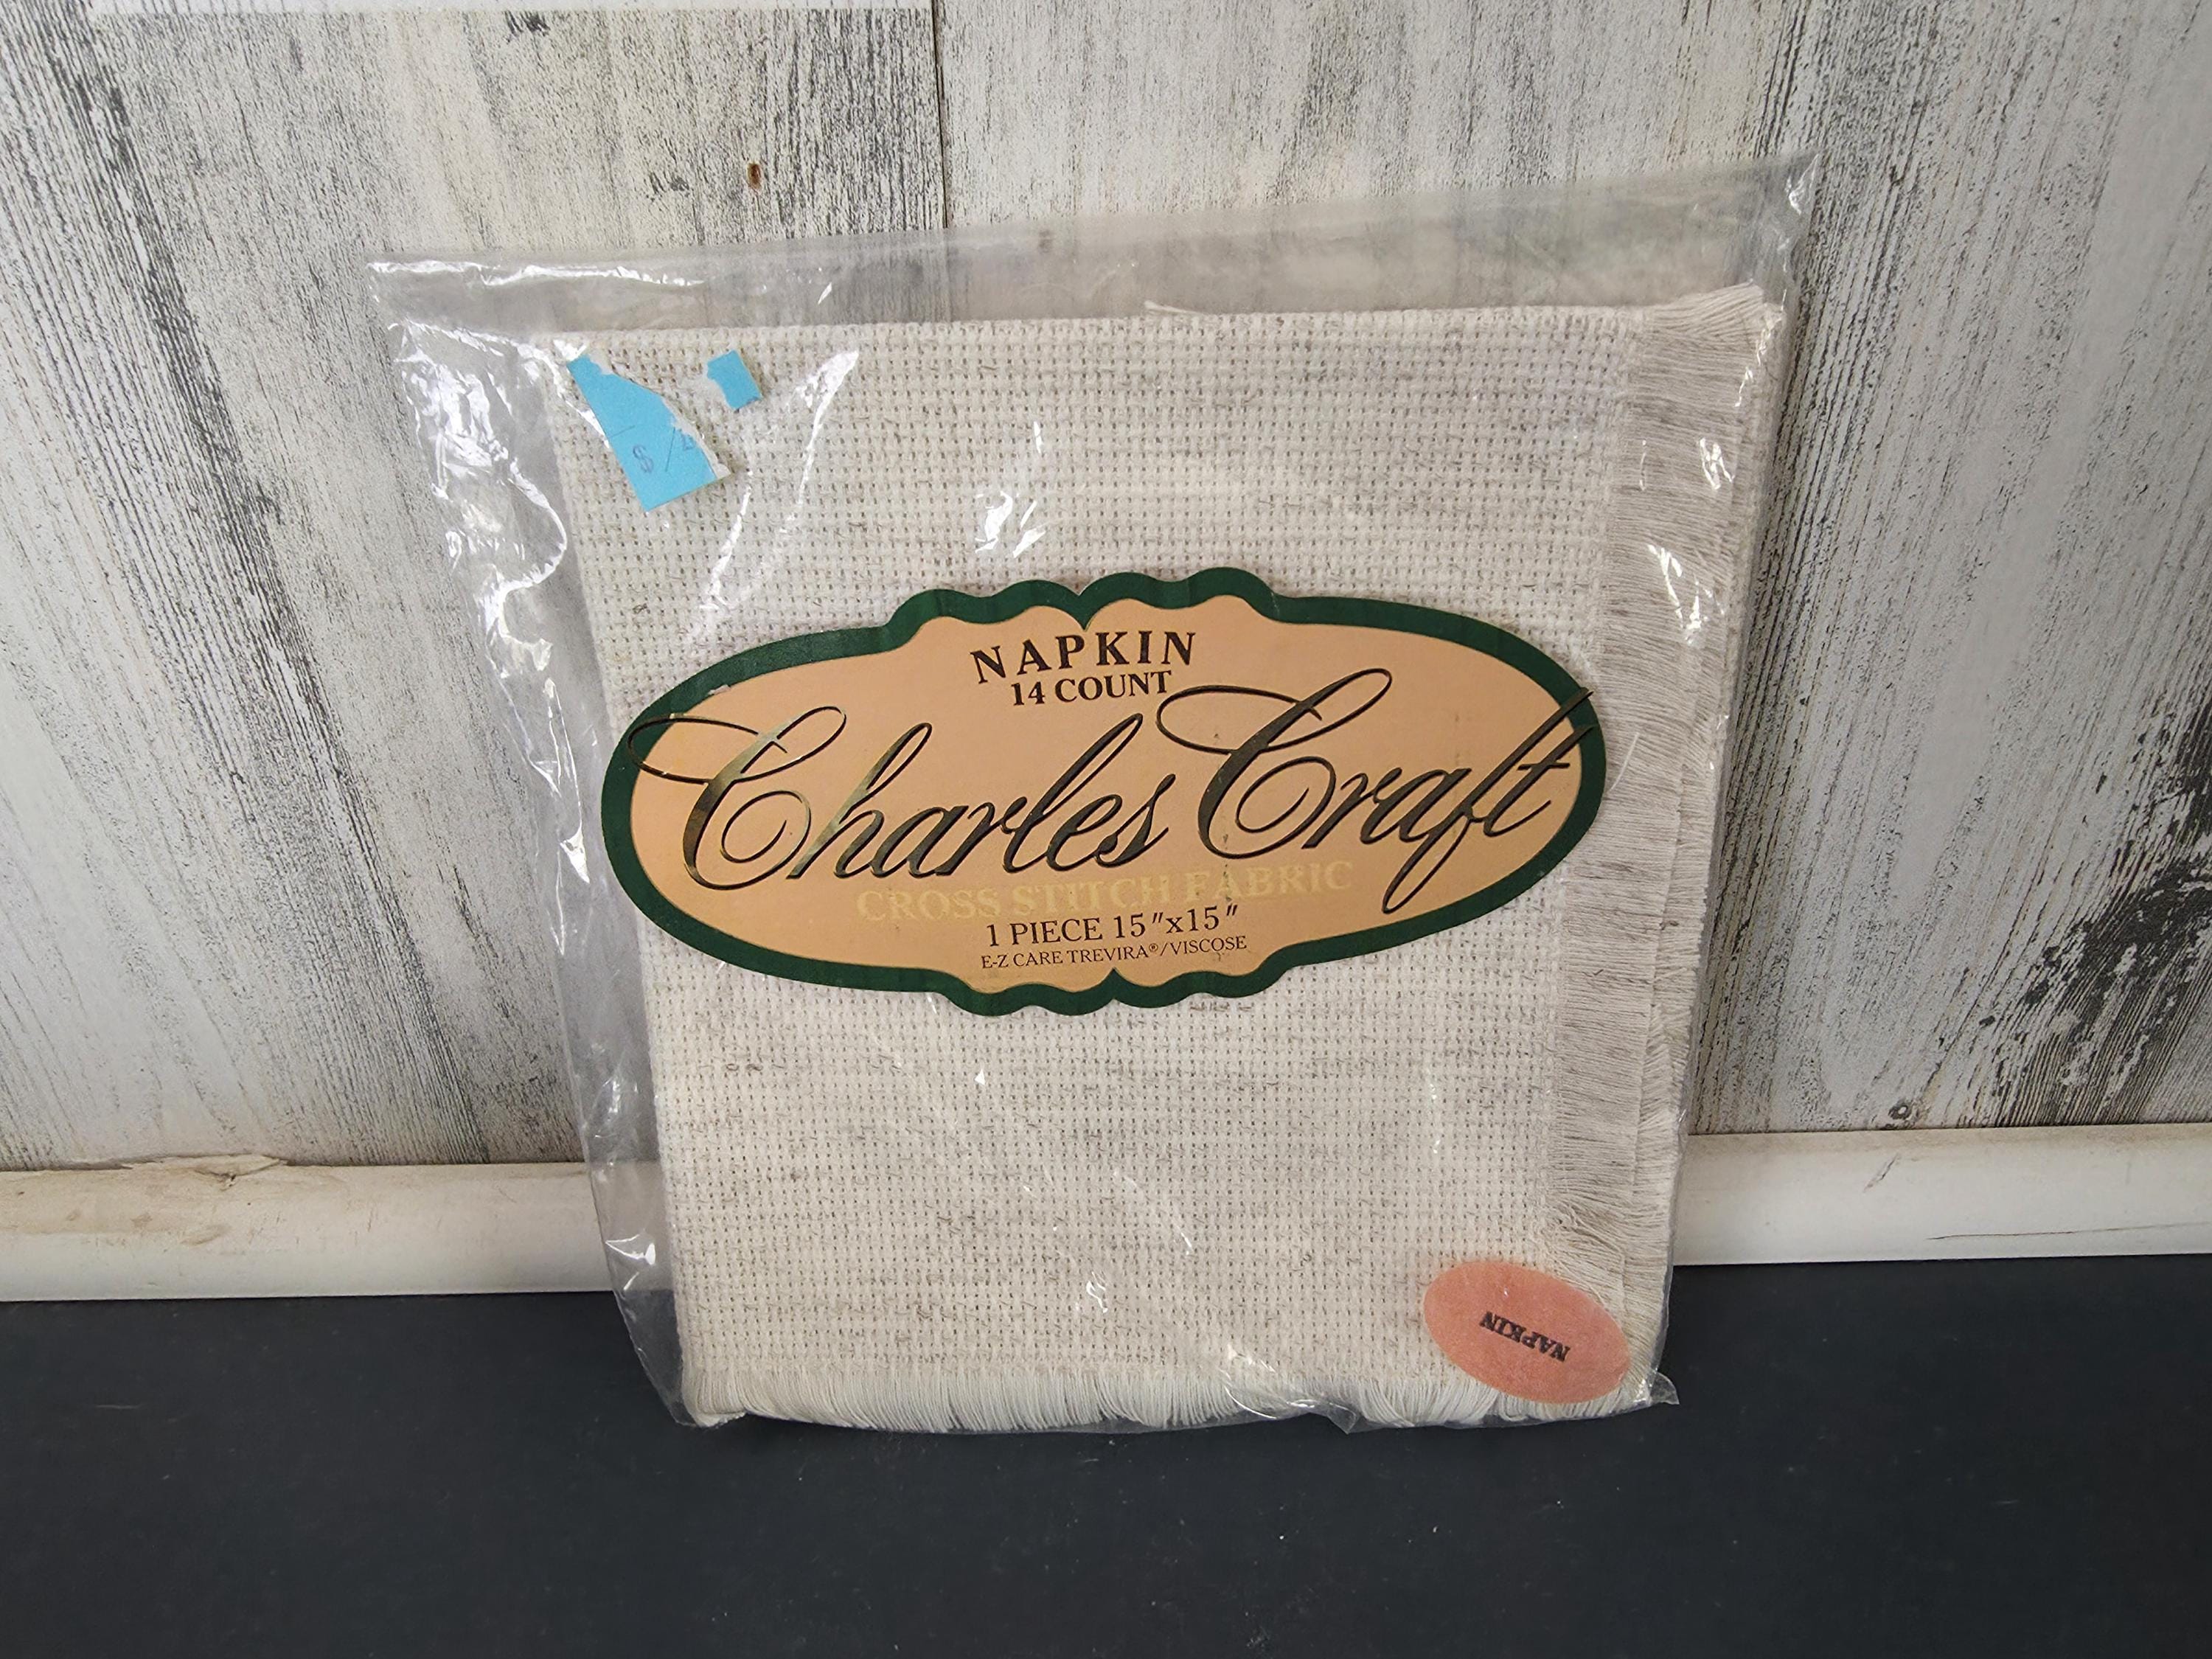 $
NAPKIN
14 COUNT
Charles Craft
CROSS STITCH FABRIC
1 PIECE 15"x15"
E-Z CARE TREVIRA®/VISCOSE
NAPKIN